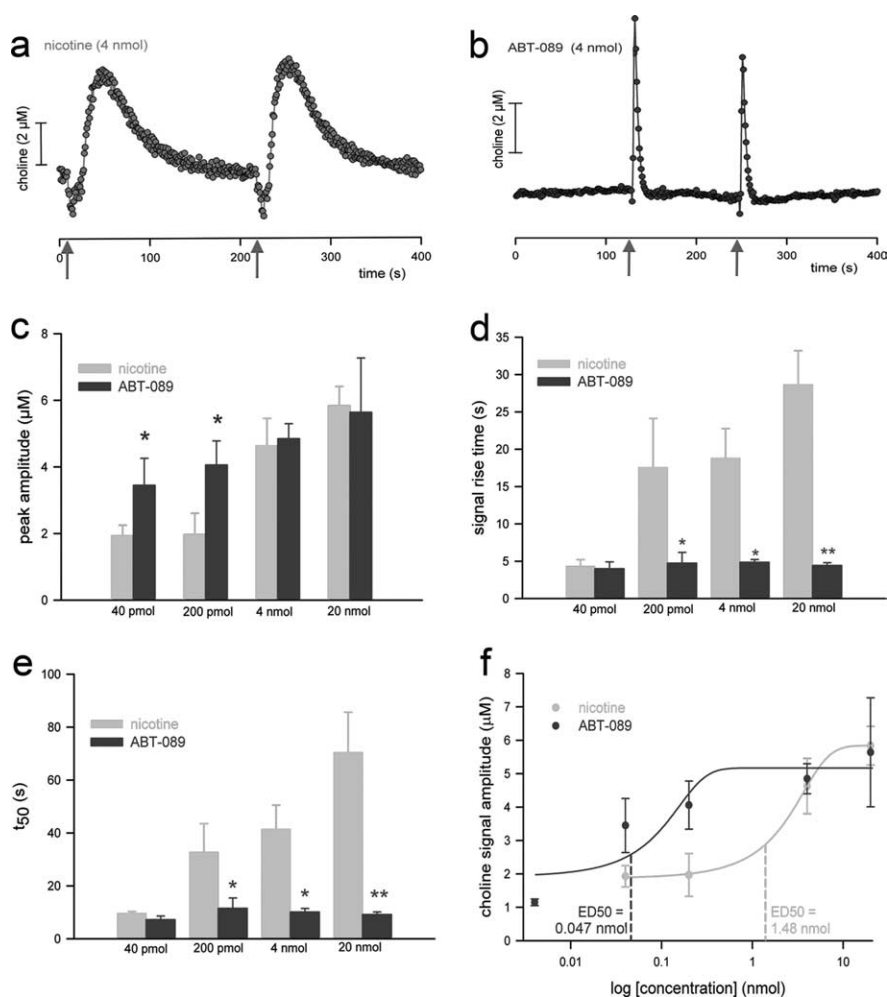 a
nicotine (4 nmol)
choline (2 µM)
0
100
200
300
400
time (s)
b
ABT-089 (4 nmol)
choline (2 µM)
0
100
200
300
400
time (s)
c
peak amplitude (µM)
8
6
4
2
0
nicotine
ABT-089
*
*
40 pmol
200 pmol
4 nmol
20 nmol
d
signal rise time (s)
35
30
25
20
15
10
5
0
nicotine
ABT-089
*
*
**
40 pmol
200 pmol
4 nmol
20 nmol
e
t50 (s)
100
80
60
40
20
0
nicotine
ABT-089
*
*
**
40 pmol
200 pmol
4 nmol
20 nmol
f
choline signal amplitude (µM)
8
7
6
5
4
3
2
1
0
nicotine
ABT-089
ED50 =
0.047 nmol
ED50 =
1.48 nmol
0.01
0.1
1
10
log [concentration] (nmol)